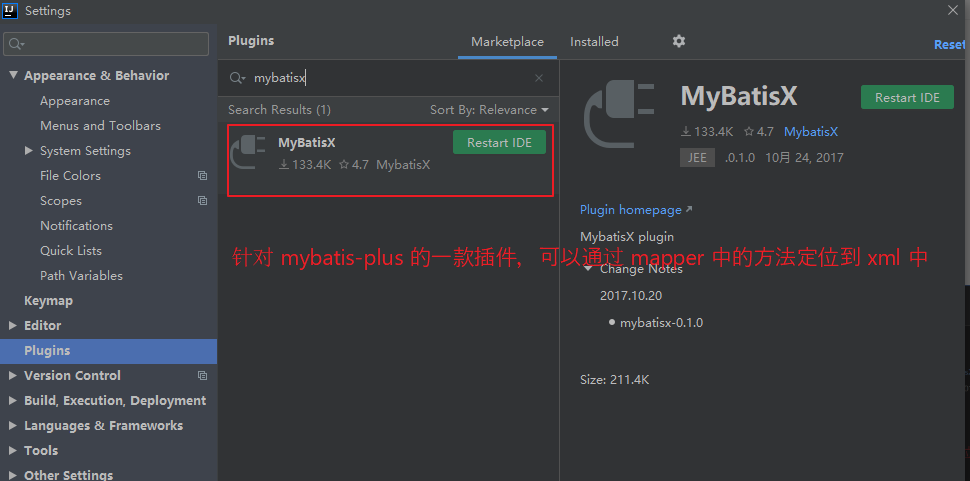 IJ Settings
Plugins
Marketplace
Installed
Reset
Appearance & Behavior
Appearance
Menus and Toolbars
System Settings
File Colors
Scopes
Notifications
Quick Lists
Path Variables
Keymap
Editor
Plugins
Version Control
Build, Execution, Deployment
Languages & Frameworks
Tools
Other Settings
mybatisx
Search Results (1)
Sort By: Relevance
MyBatisX
Restart IDE
133.4K 4.7 MybatisX
MyBatisX
Restart IDE
133.4K 4.7 MybatisX
JEE .0.1.0 10月 24, 2017
Plugin homepage
MybatisX plugin
针对 mybatis-plus 的一款插件, 可以通过 mapper 中的方法定位到 xml 中
Change Notes
2017.10.20
mybatisx-0.1.0
Size: 211.4K